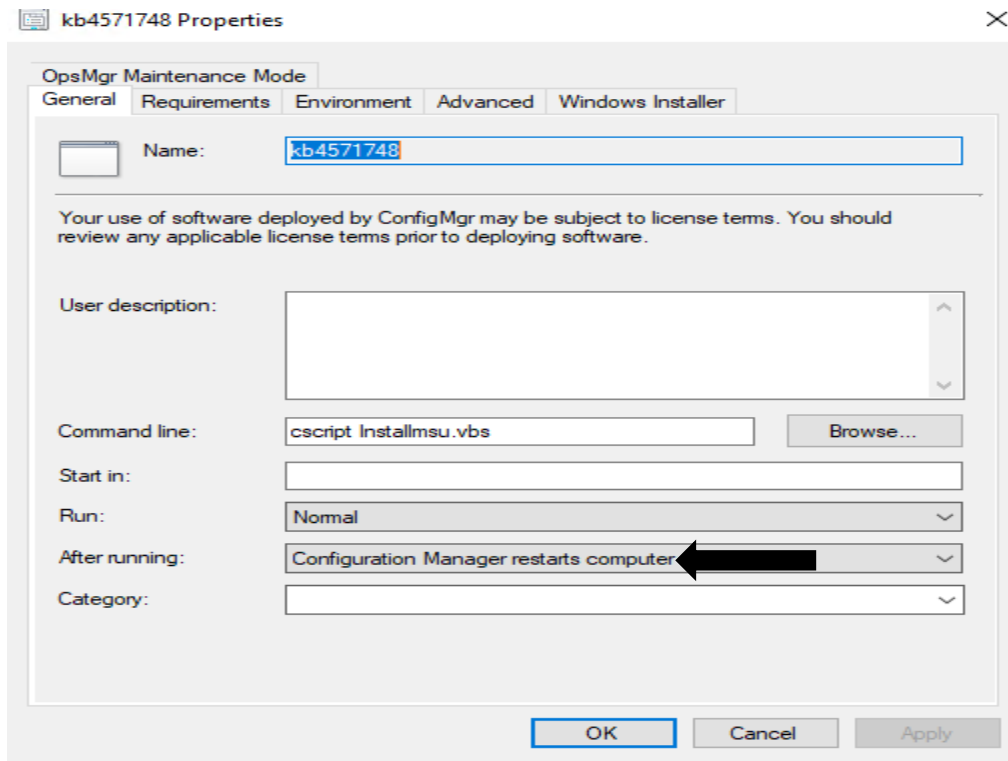 kb4571748 Properties
OpsMgr Maintenance Mode
General Requirements Environment Advanced Windows Installer
Name: kb4571748
Your use of software deployed by ConfigMgr may be subject to license terms. You should
review any applicable license terms prior to deploying software.
User description:
Command line: cscript Installmsu.vbs Browse...
Start in:
Run: Normal
After running: Configuration Manager restarts computer
Category:
OK Cancel Apply